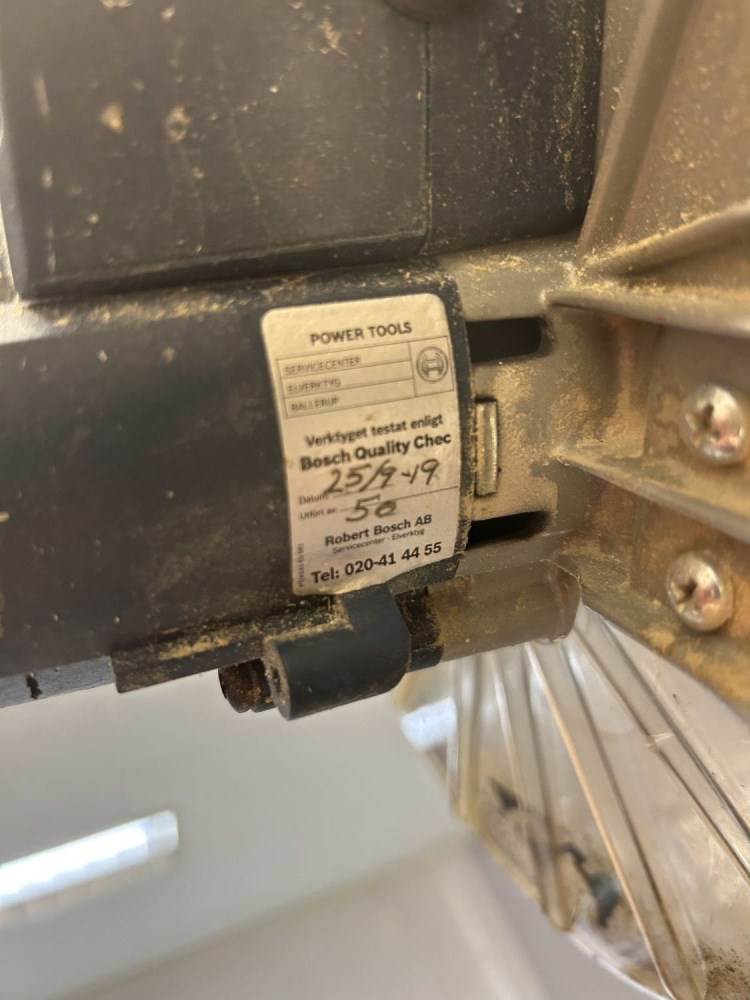 POWER TOOLS
SERVICECENTER
ELVERKTYG
BALLERUP
Verktyget testat enligt
Bosch Quality Chec
Datum 25/9-19
Utfört av 50
Robert Bosch AB
Servicecenter - Elverktyg
Tel: 020-41 44 55